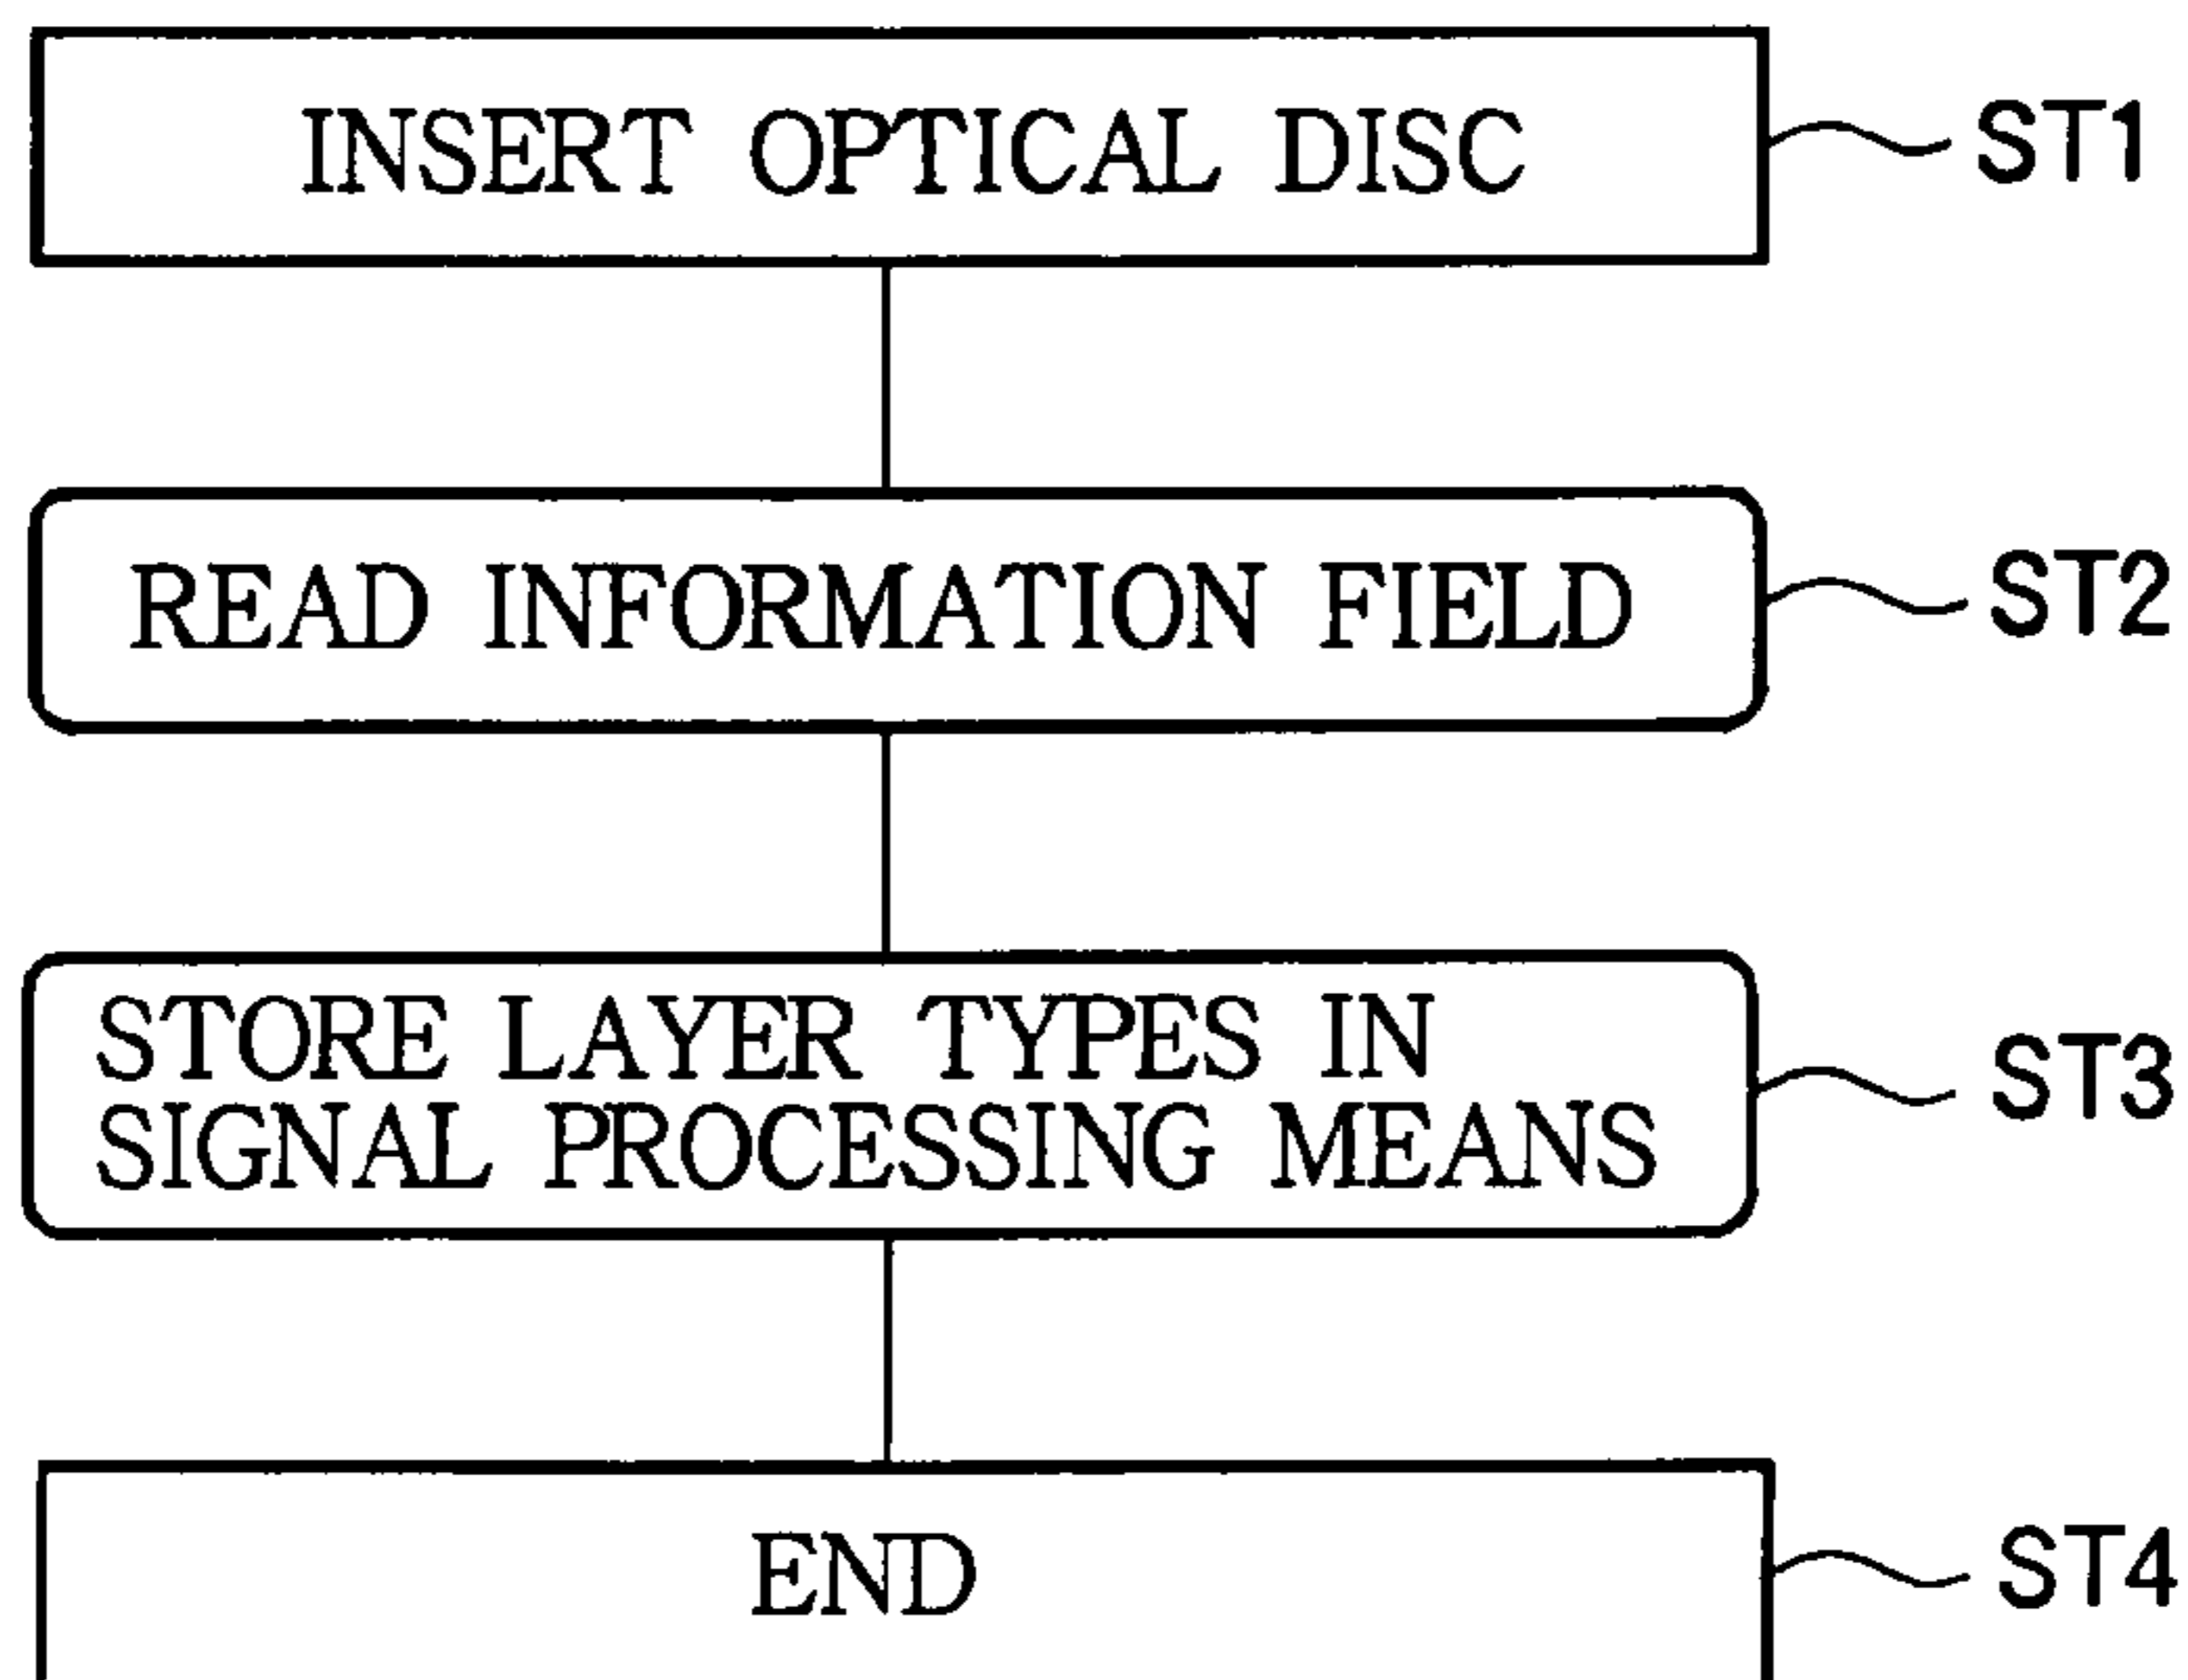 INSERT OPTICAL DISC
ST1
READ INFORMATION FIELD
ST2
STORE LAYER TYPES IN
SIGNAL PROCESSING MEANS
ST3
END
ST4